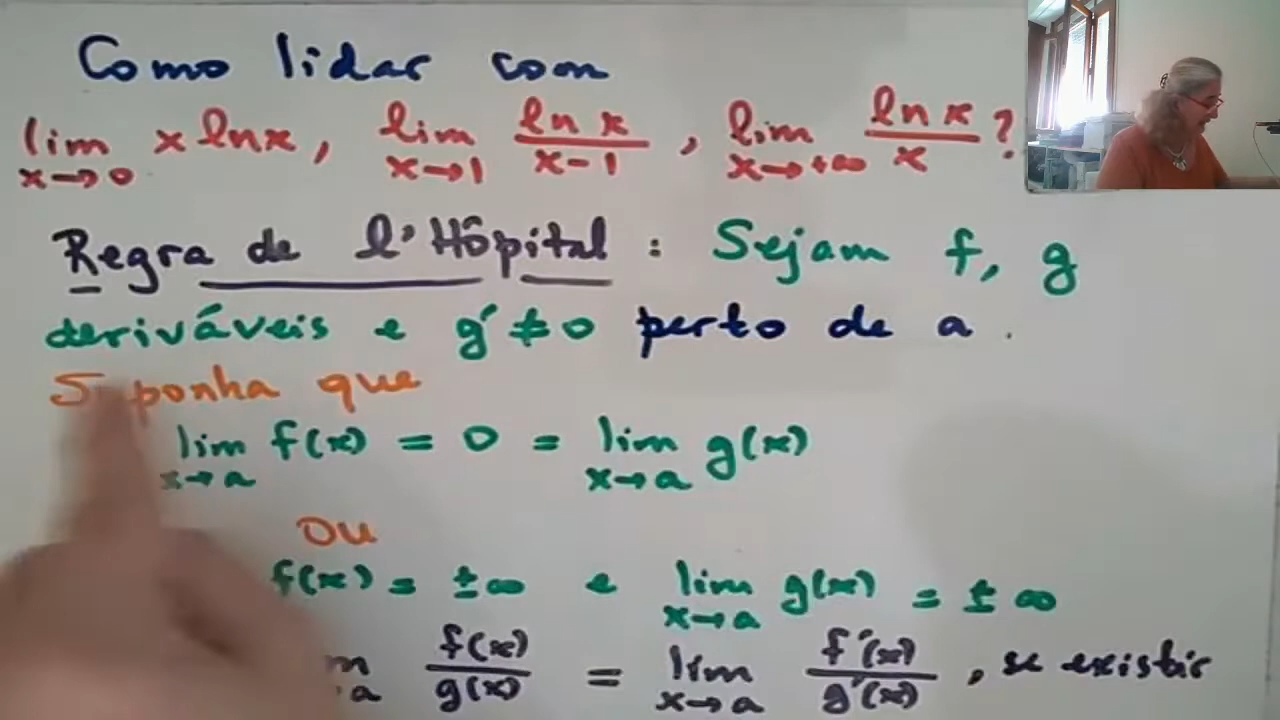 Como lidar com
lim x→0 x ln x, lim x→1 ln x / x-1, lim x→+∞ ln x / x ?
Regra de l'Hôpital : Sejam f, g
deriváveis e g' ≠ 0 perto de a.
Suponha que
lim x→a f(x) = 0 = lim x→a g(x)
ou
f(x) = ±∞ e lim x→a g(x) = ±∞
f(x) / g(x) = lim x→a f'(x) / g'(x), se existir